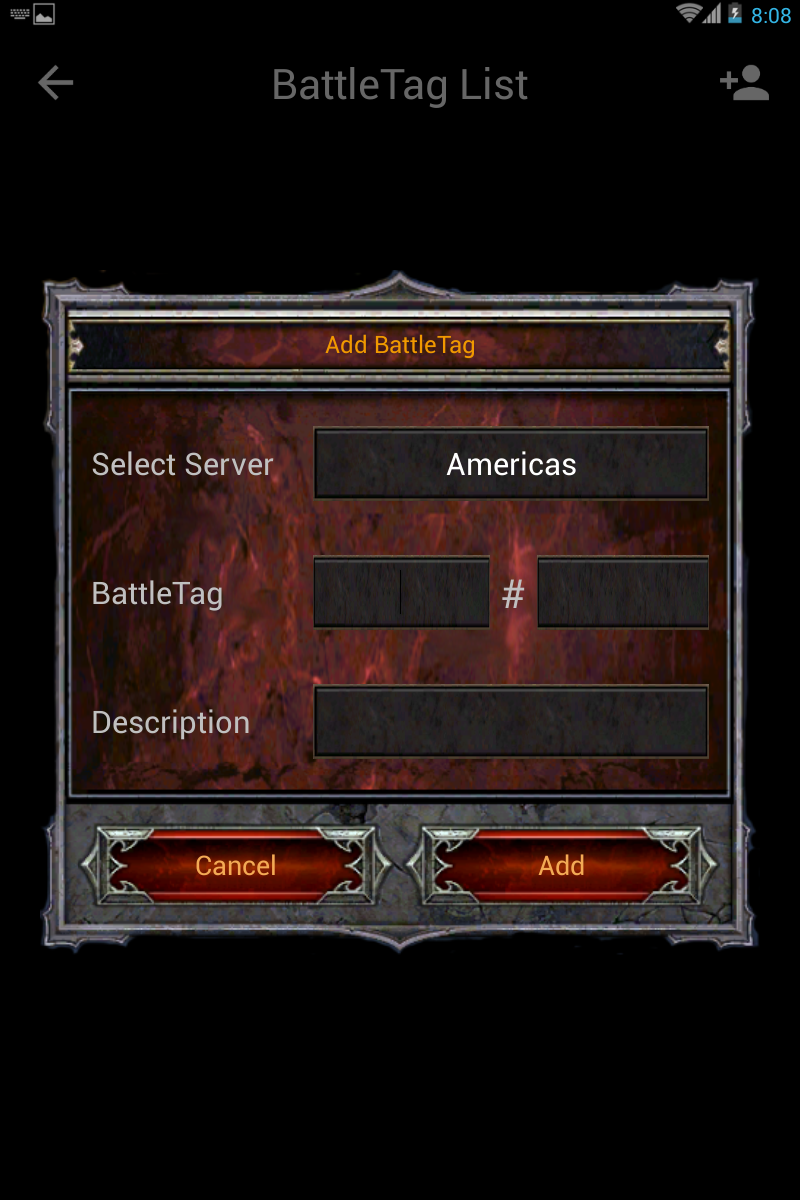 8:08
BattleTag List
Add BattleTag
Select Server
Americas
BattleTag
#
Description
Cancel
Add